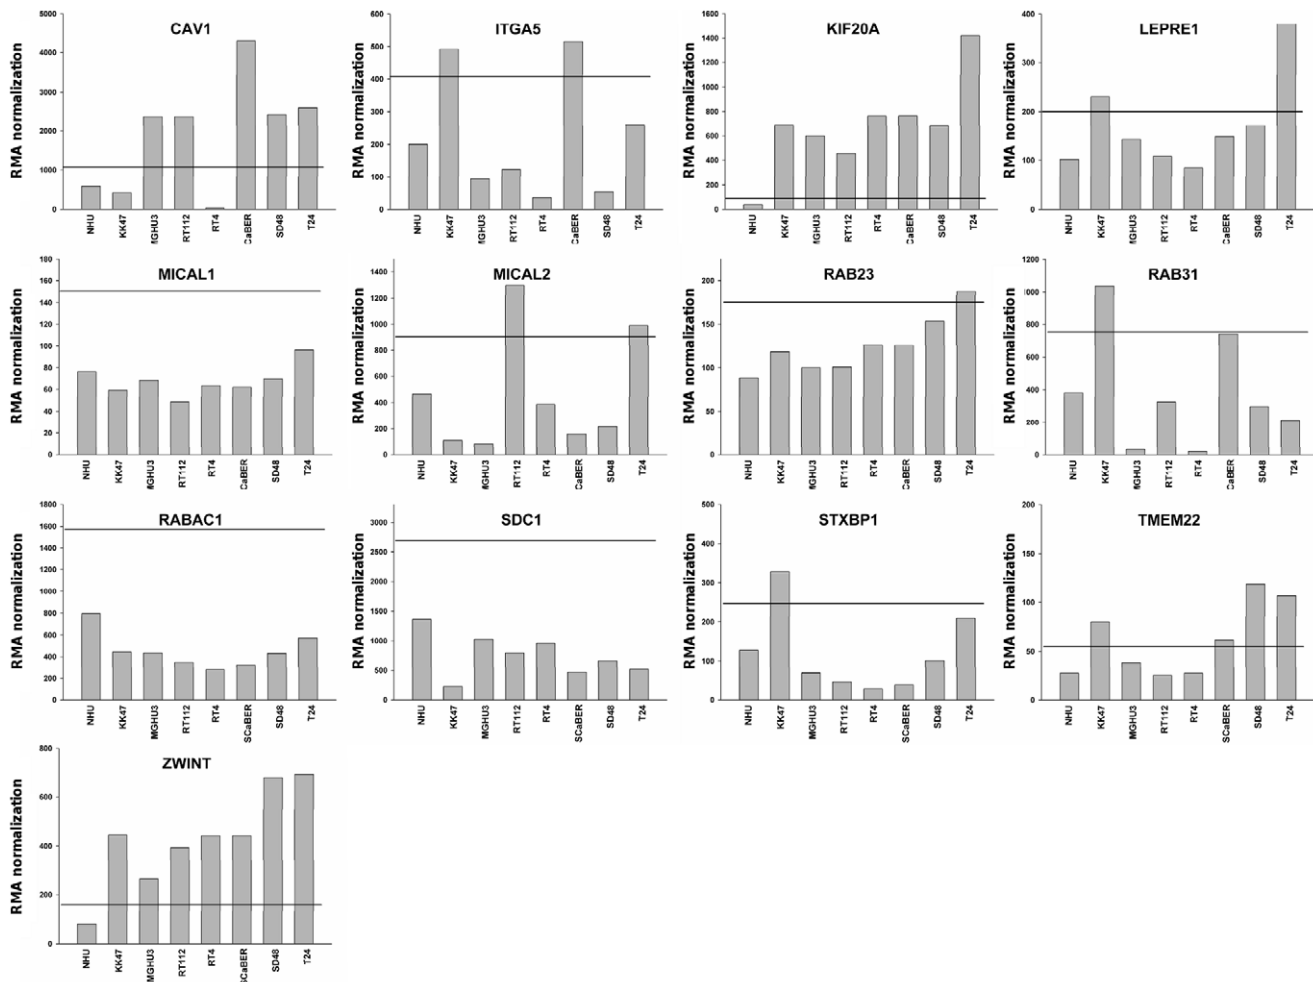 CAV1
RMA normalization
5000
4000
3000
2000
1000
0
NHU
KK47
MGHU3
RT112
RT4
CaBER
SD48
T24
ITGA5
RMA normalization
600
500
400
300
200
100
0
NHU
KK47
MGHU3
RT112
RT4
CaBER
SD48
T24
KIF20A
RMA normalization
1600
1400
1200
1000
800
600
400
200
0
NHU
KK47
MGHU3
RT112
RT4
CaBER
SD48
T24
LEPRE1
RMA normalization
400
300
200
100
0
NHU
KK47
MGHU3
RT112
RT4
CaBER
SD48
T24
MICAL1
RMA normalization
180
160
140
120
100
80
60
40
20
0
NHU
KK47
MGHU3
RT112
RT4
CaBER
SD48
T24
MICAL2
RMA normalization
1400
1200
1000
800
600
400
200
0
NHU
KK47
MGHU3
RT112
RT4
CaBER
SD48
T24
RAB23
RMA normalization
200
150
100
50
0
NHU
KK47
MGHU3
RT112
RT4
CaBER
SD48
T24
RAB31
RMA normalization
1200
1000
800
600
400
200
0
NHU
KK47
MGHU3
RT112
RT4
CaBER
SD48
T24
RABAC1
RMA normalization
1800
1600
1400
1200
1000
800
600
400
200
0
NHU
KK47
MGHU3
RT112
RT4
SCaBER
SD48
T24
SDC1
RMA normalization
3000
2500
2000
1500
1000
500
0
NHU
KK47
MGHU3
RT112
RT4
SCaBER
SD48
T24
STXBP1
RMA normalization
500
400
300
200
100
0
NHU
KK47
MGHU3
RT112
RT4
SCaBER
SD48
T24
TMEM22
RMA normalization
200
150
100
50
0
NHU
KK47
MGHU3
RT112
RT4
SCaBER
SD48
T24
ZWINT
RMA normalization
800
600
400
200
0
NHU
KK47
MGHU3
RT112
RT4
SCaBER
SD48
T24